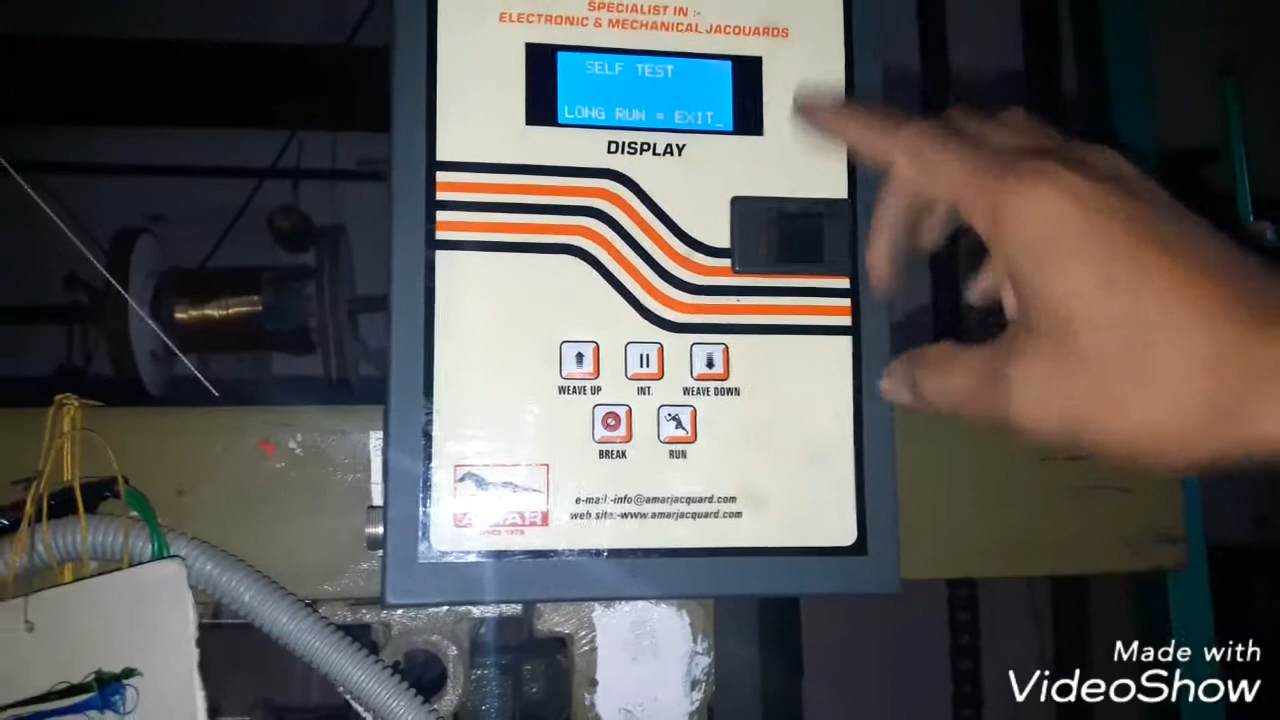 SPECIALIST IN :-
ELECTRONIC & MECHANICAL JACQUARDS
SELF TEST
LONG RUN = EXIT_
DISPLAY
WEAVE UP
INT.
WEAVE DOWN
BREAK
RUN
AMAR
SINCE 1978
e-mail:-info@amarjacquard.com
web site:-www.amarjacquard.com
Made with
VideoShow